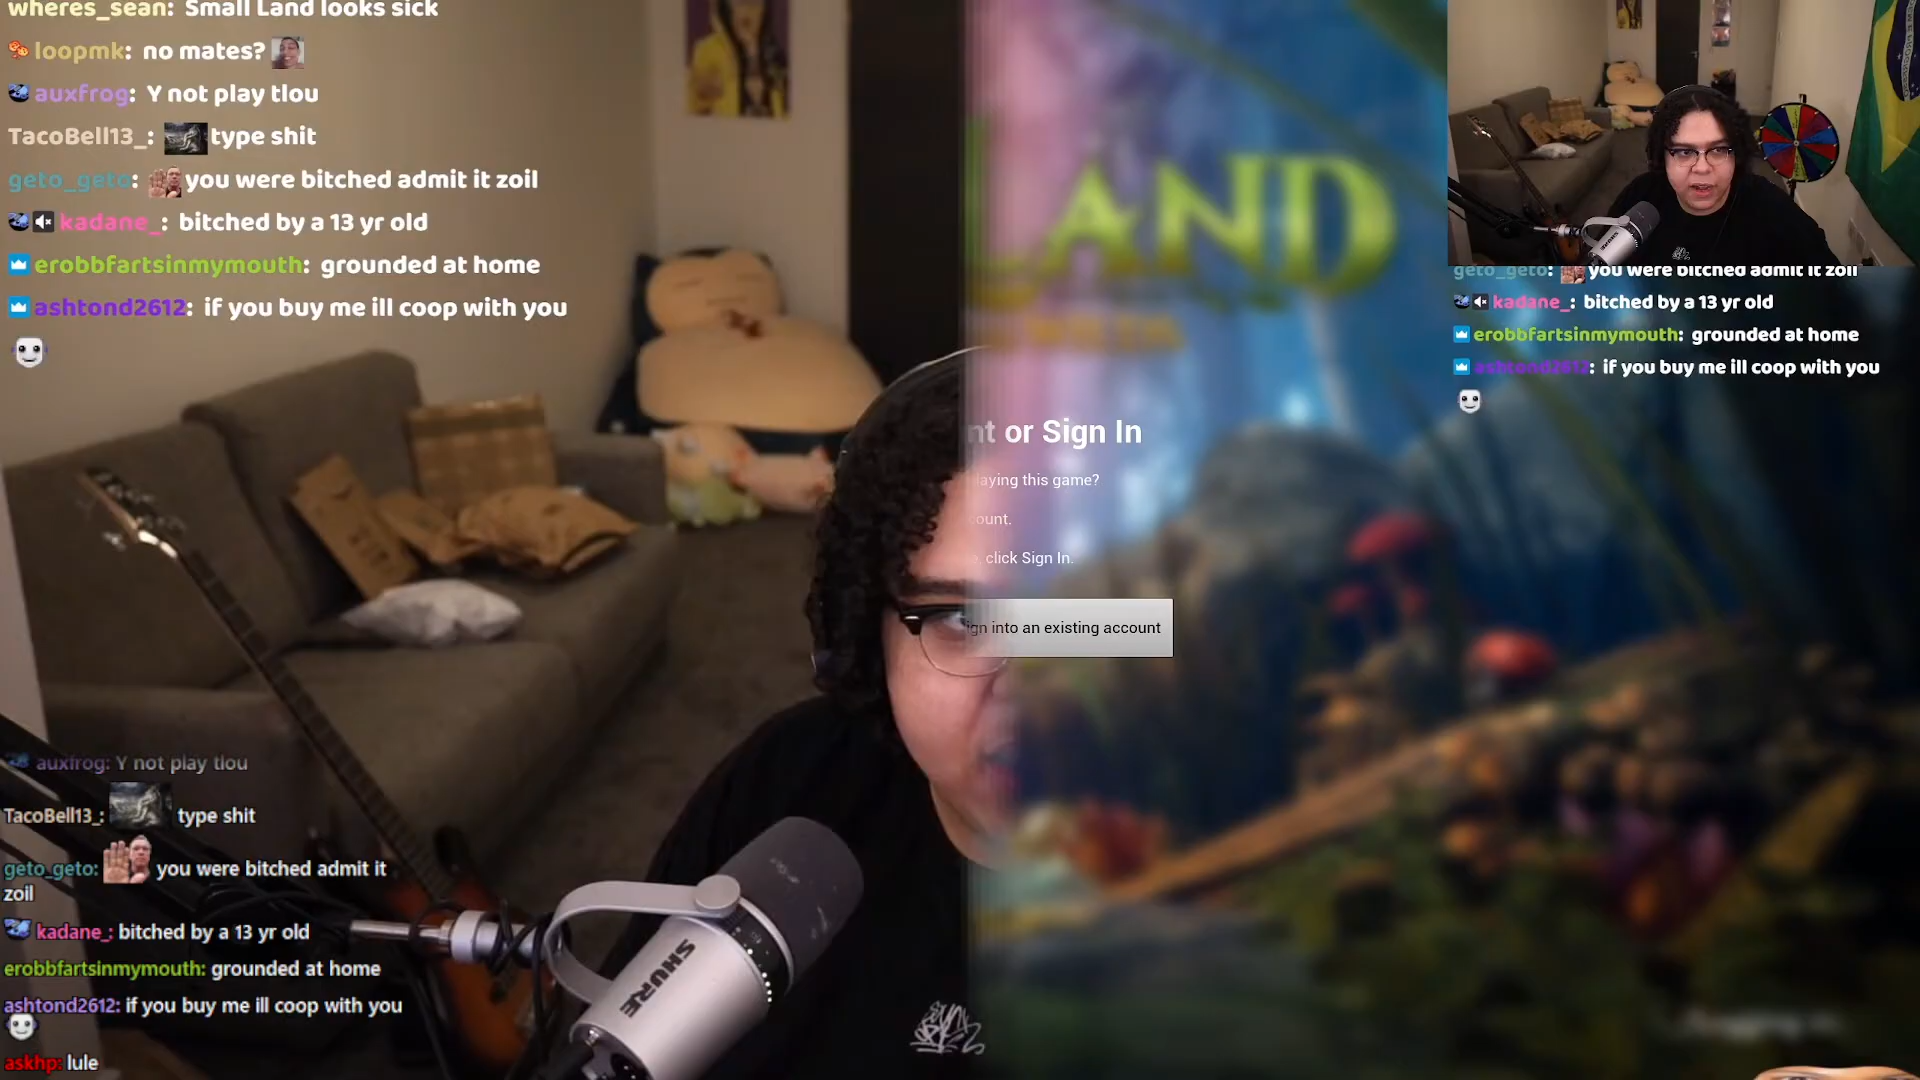 wheres_sean: Small Land looks sick
loopmk: no mates?
auxfrog: Y not play tlou
TacoBell13_: type shit
geto_geto: you were bitched admit it zoil
kadane_: bitched by a 13 yr old
erobbfartsinmymouth: grounded at home
ashtond2612: if you buy me ill coop with you
LAND
nt or Sign In
laying this game?
count.
click Sign In.
ign into an existing account
geto_geto: you were bitched admit it zoil
kadane_: bitched by a 13 yr old
erobbfartsinmymouth: grounded at home
ashtond2612: if you buy me ill coop with you
auxfrog: Y not play tlou
TacoBell13_: type shit
geto_geto: you were bitched admit it
zoil
kadane_: bitched by a 13 yr old
erobbfartsinmymouth: grounded at home
ashtond2612: if you buy me ill coop with you
askhp: lule
SHURE